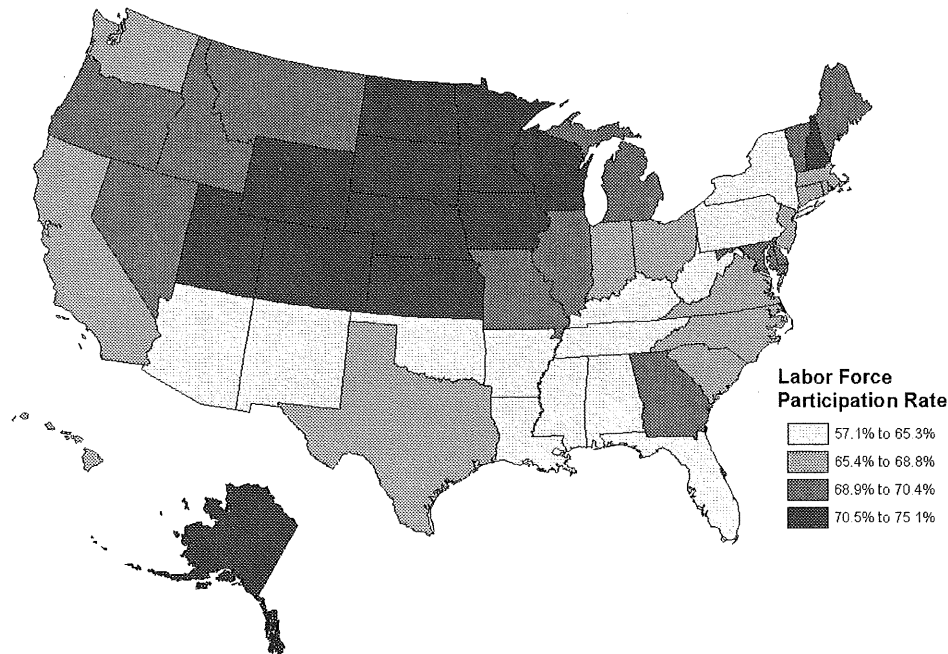 Labor Force
Participation Rate
57.1% to 65.3%
65.4% to 68.8%
68.9% to 70.4%
70.5% to 75.1%